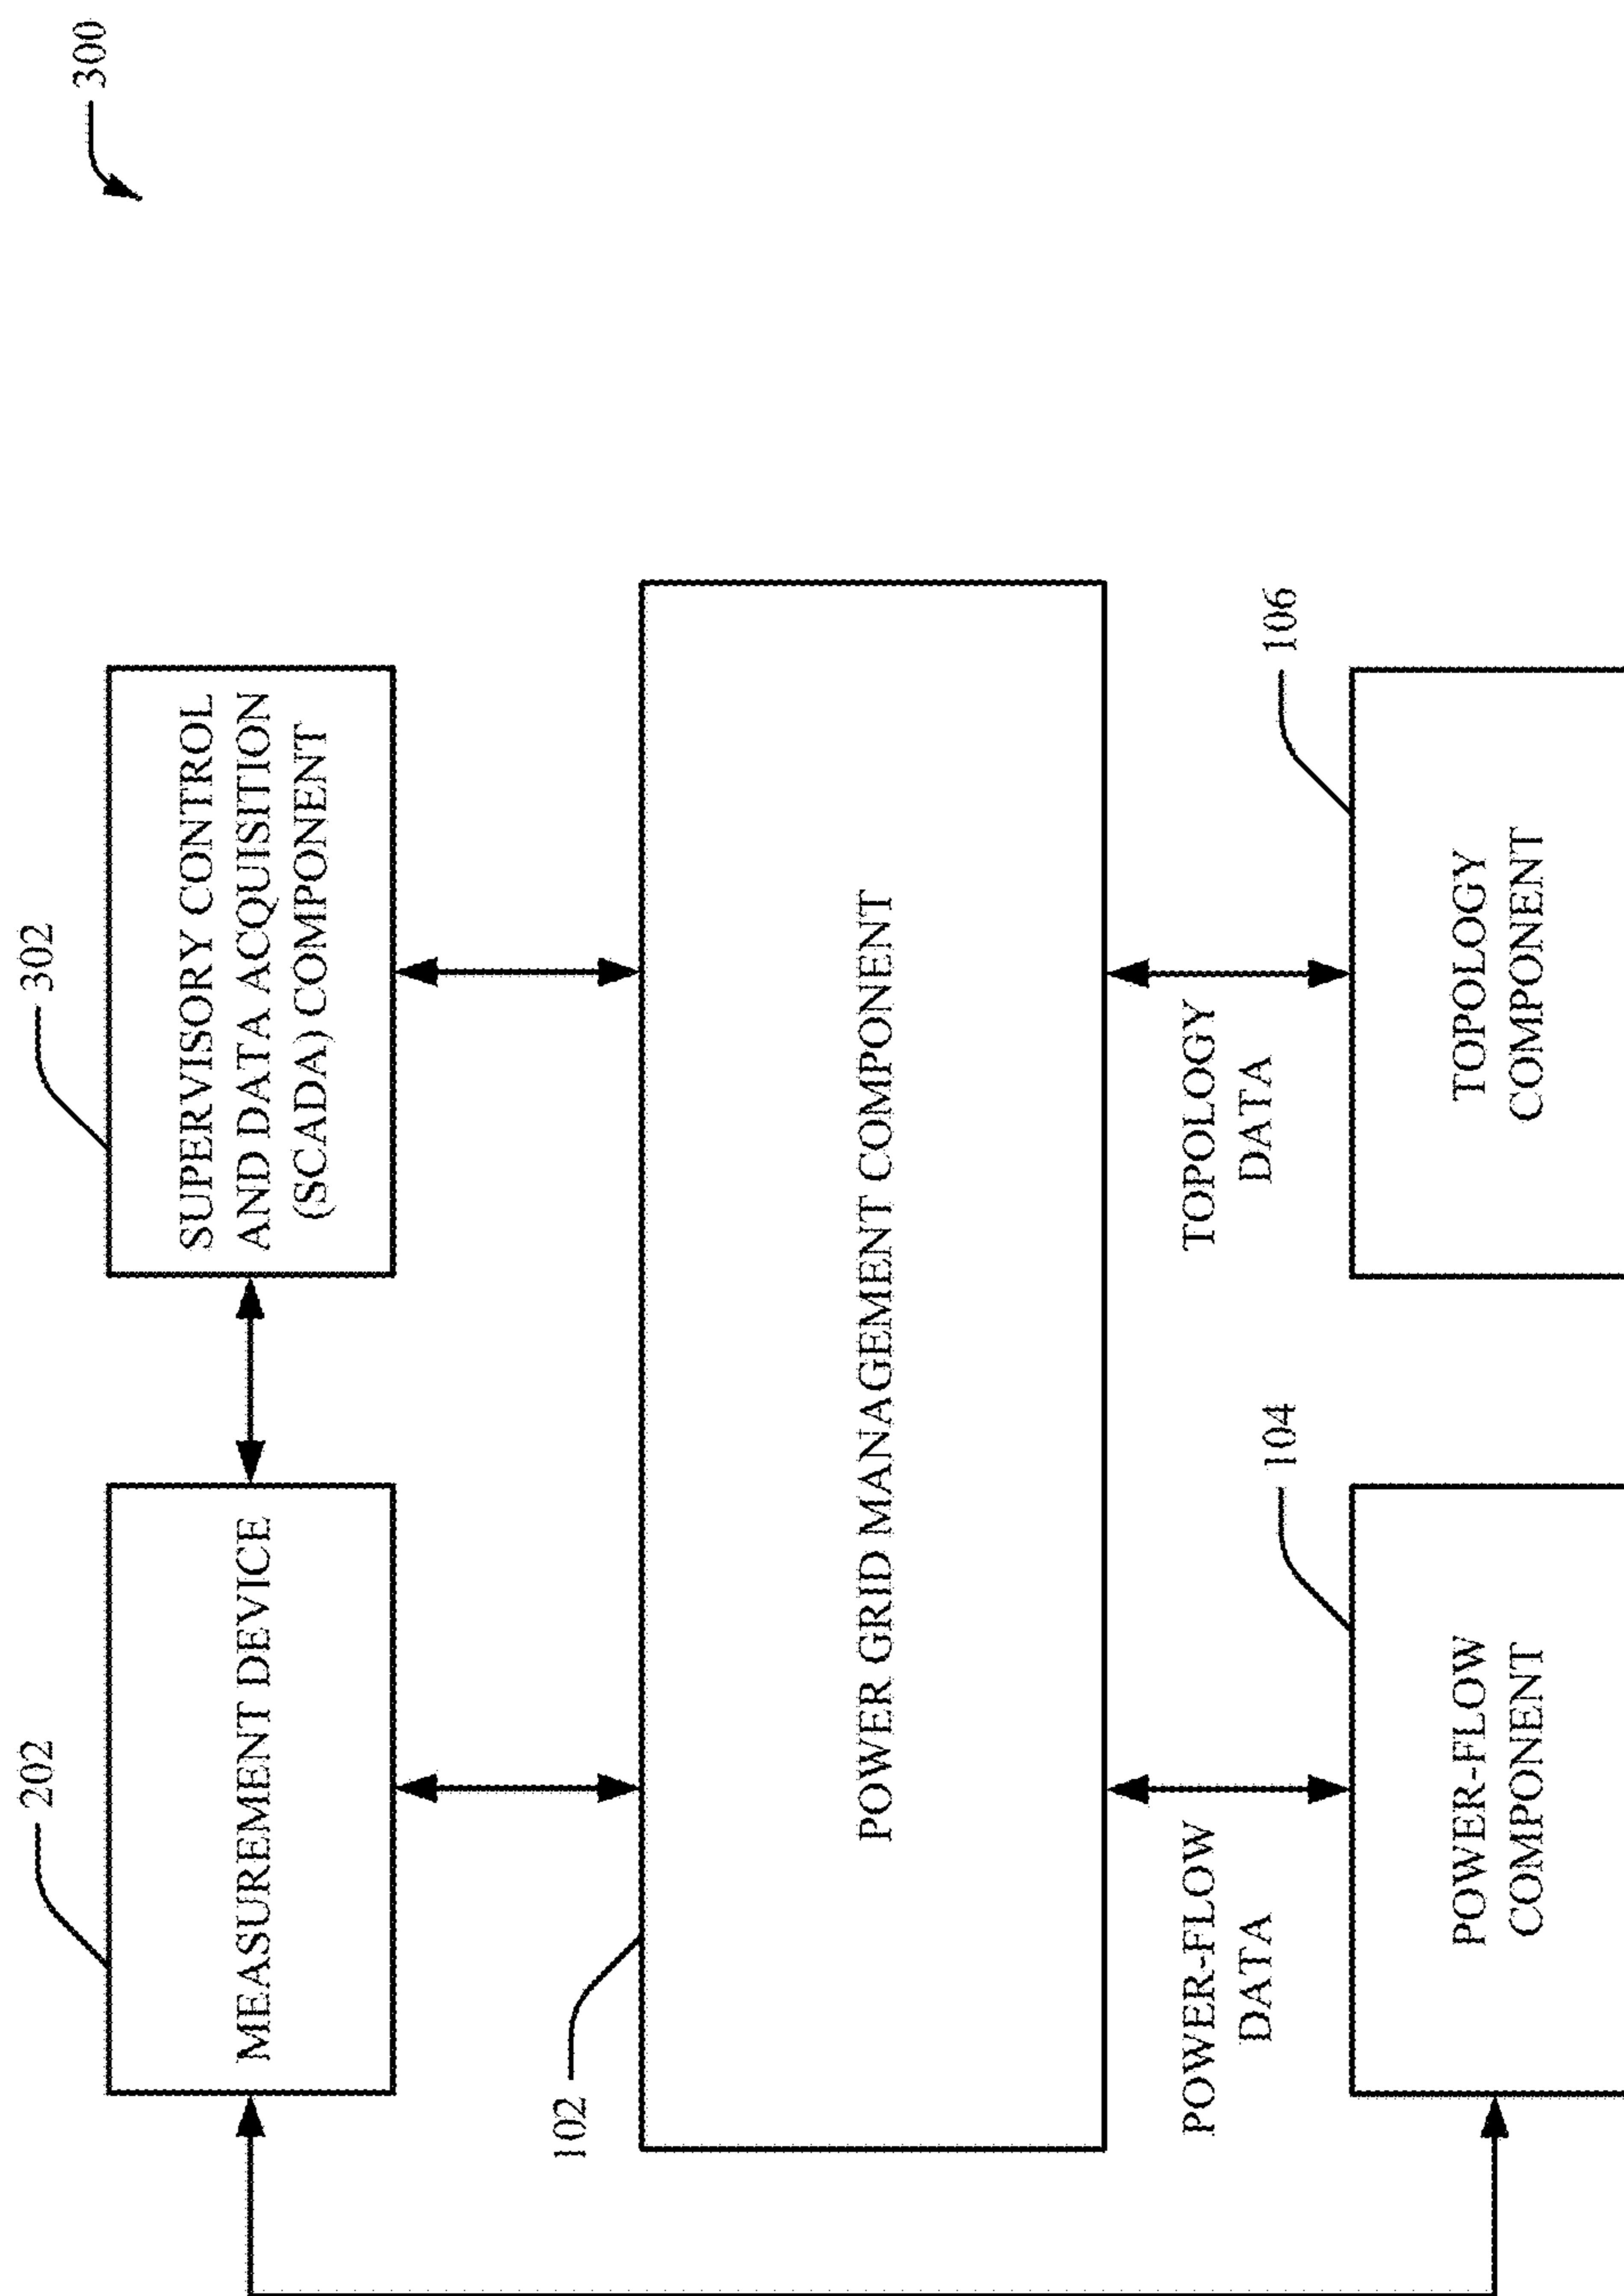 300
202
302
MEASUREMENT DEVICE
SUPERVISORY CONTROL
AND DATA ACQUISITION
(SCADA) COMPONENT
102
POWER GRID MANAGEMENT COMPONENT
POWER-FLOW
DATA
TOPOLOGY
DATA
104
106
POWER-FLOW
COMPONENT
TOPOLOGY
COMPONENT